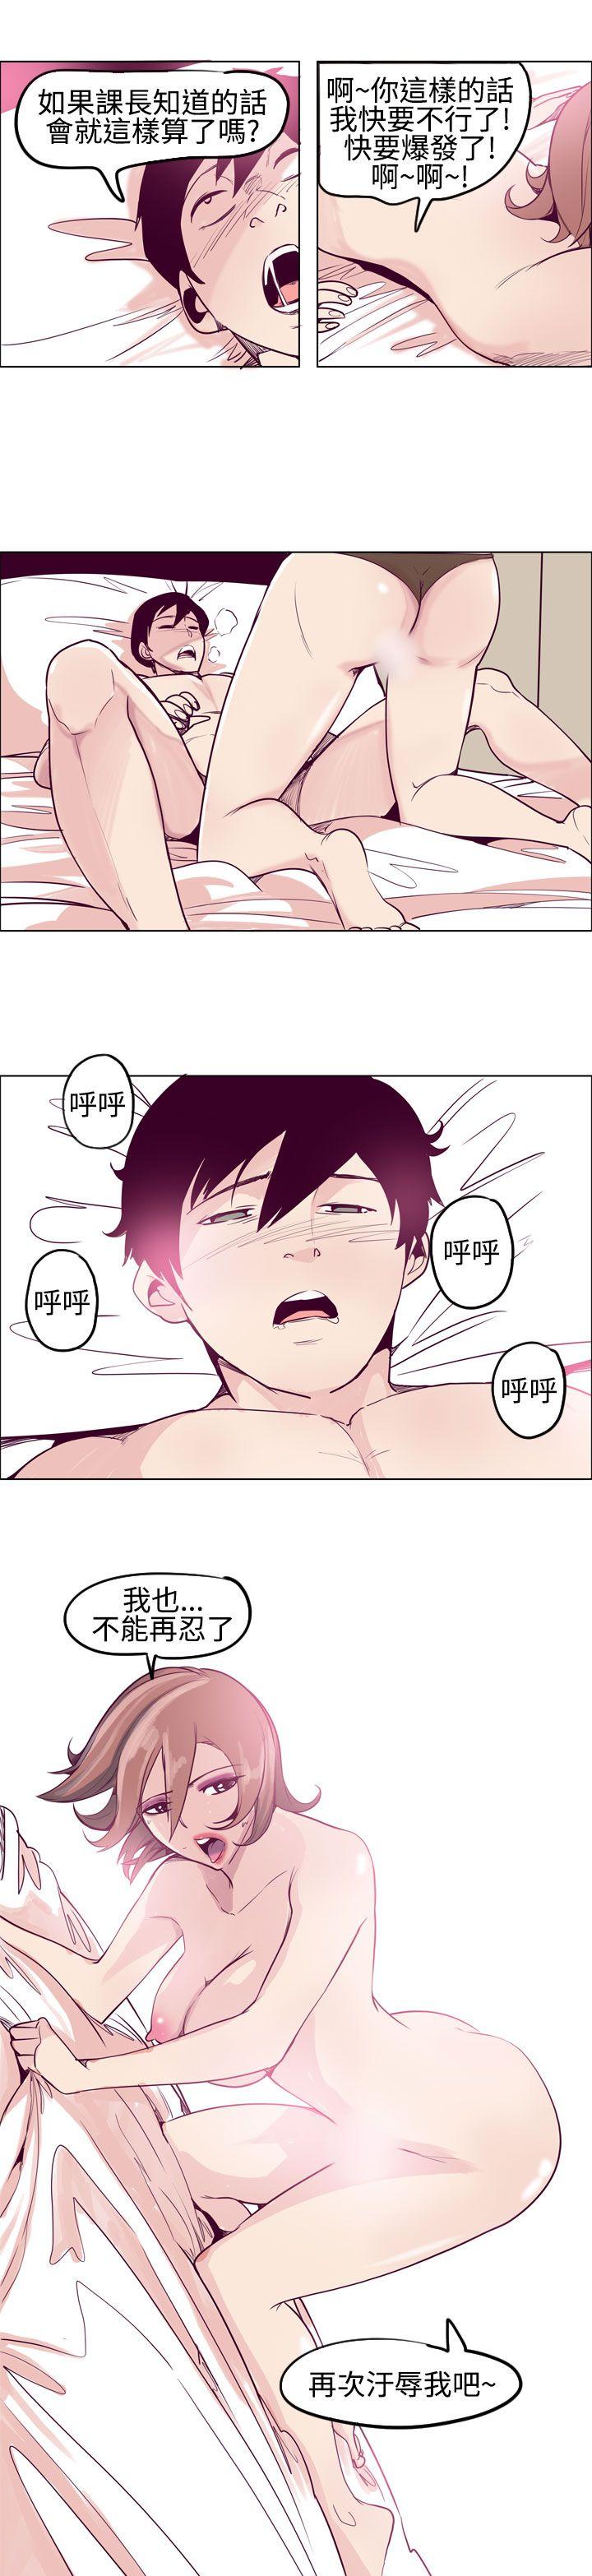 如果課長知道的話
會就這樣算了嗎?
啊~你這樣的話
我快要不行了!
快要爆發了!
啊~啊~!
呼呼
呼呼
呼呼
呼呼
我也...
不能再忍了
再次汙辱我吧~